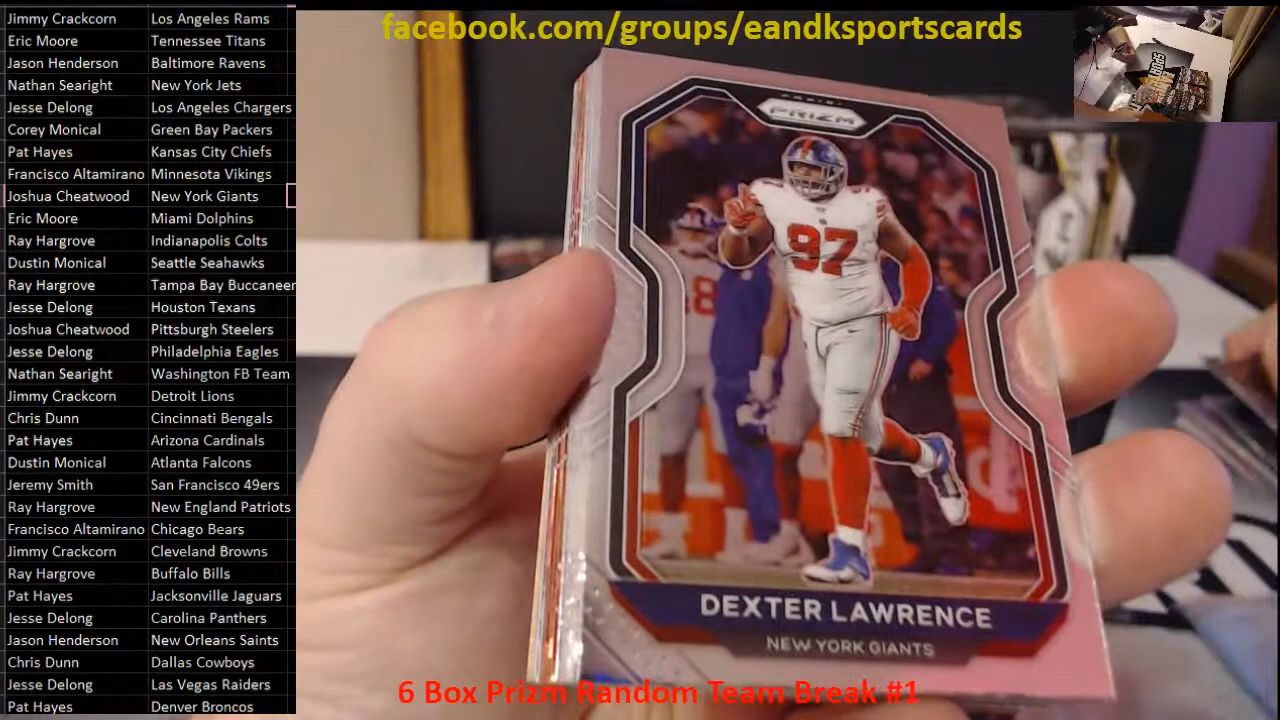 Jimmy Crackcorn Los Angeles Rams
Eric Moore Tennessee Titans
Jason Henderson Baltimore Ravens
Nathan Searight New York Jets
Jesse Delong Los Angeles Chargers
Corey Monical Green Bay Packers
Pat Hayes Kansas City Chiefs
Francisco Altamirano Minnesota Vikings
Joshua Cheatwood New York Giants
Eric Moore Miami Dolphins
Ray Hargrove Indianapolis Colts
Dustin Monical Seattle Seahawks
Ray Hargrove Tampa Bay Buccaneer
Jesse Delong Houston Texans
Joshua Cheatwood Pittsburgh Steelers
Jesse Delong Philadelphia Eagles
Nathan Searight Washington FB Team
Jimmy Crackcorn Detroit Lions
Chris Dunn Cincinnati Bengals
Pat Hayes Arizona Cardinals
Dustin Monical Atlanta Falcons
Jeremy Smith San Francisco 49ers
Ray Hargrove New England Patriots
Francisco Altamirano Chicago Bears
Jimmy Crackcorn Cleveland Browns
Ray Hargrove Buffalo Bills
Pat Hayes Jacksonville Jaguars
Jesse Delong Carolina Panthers
Jason Henderson New Orleans Saints
Chris Dunn Dallas Cowboys
Jesse Delong Las Vegas Raiders
Pat Hayes Denver Broncos
facebook.com/groups/eandksportscards
PANINI
PRIZM
97
8
DEXTER LAWRENCE
NEW YORK GIANTS
6 Box Prizm Random Team Break #1